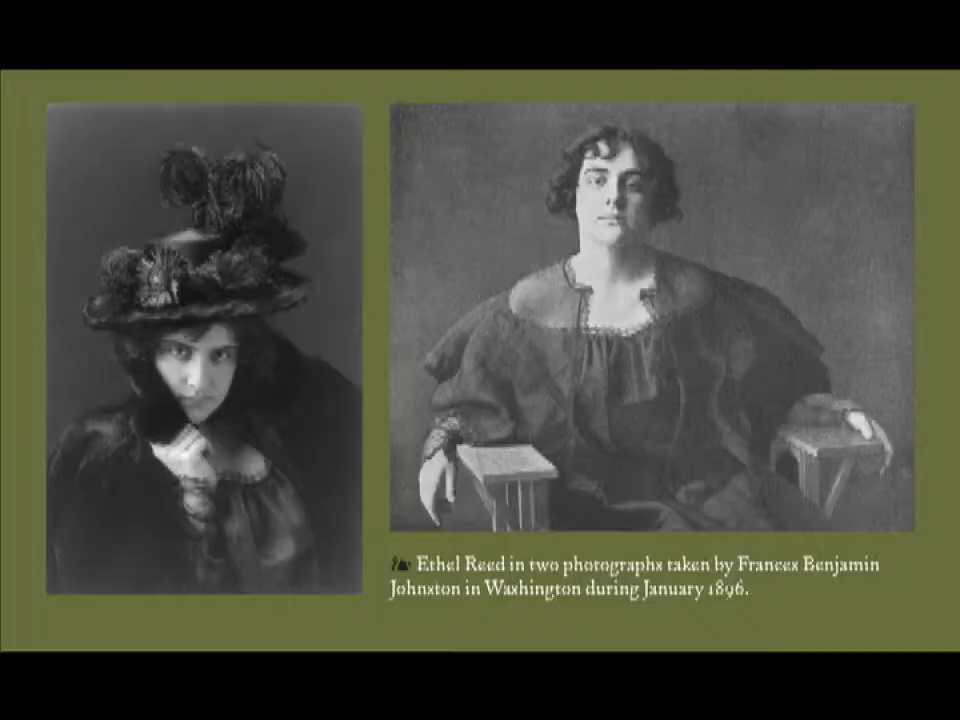 Ethel Reed in two photographs taken by Frances Benjamin
Johnston in Washington during January 1896.